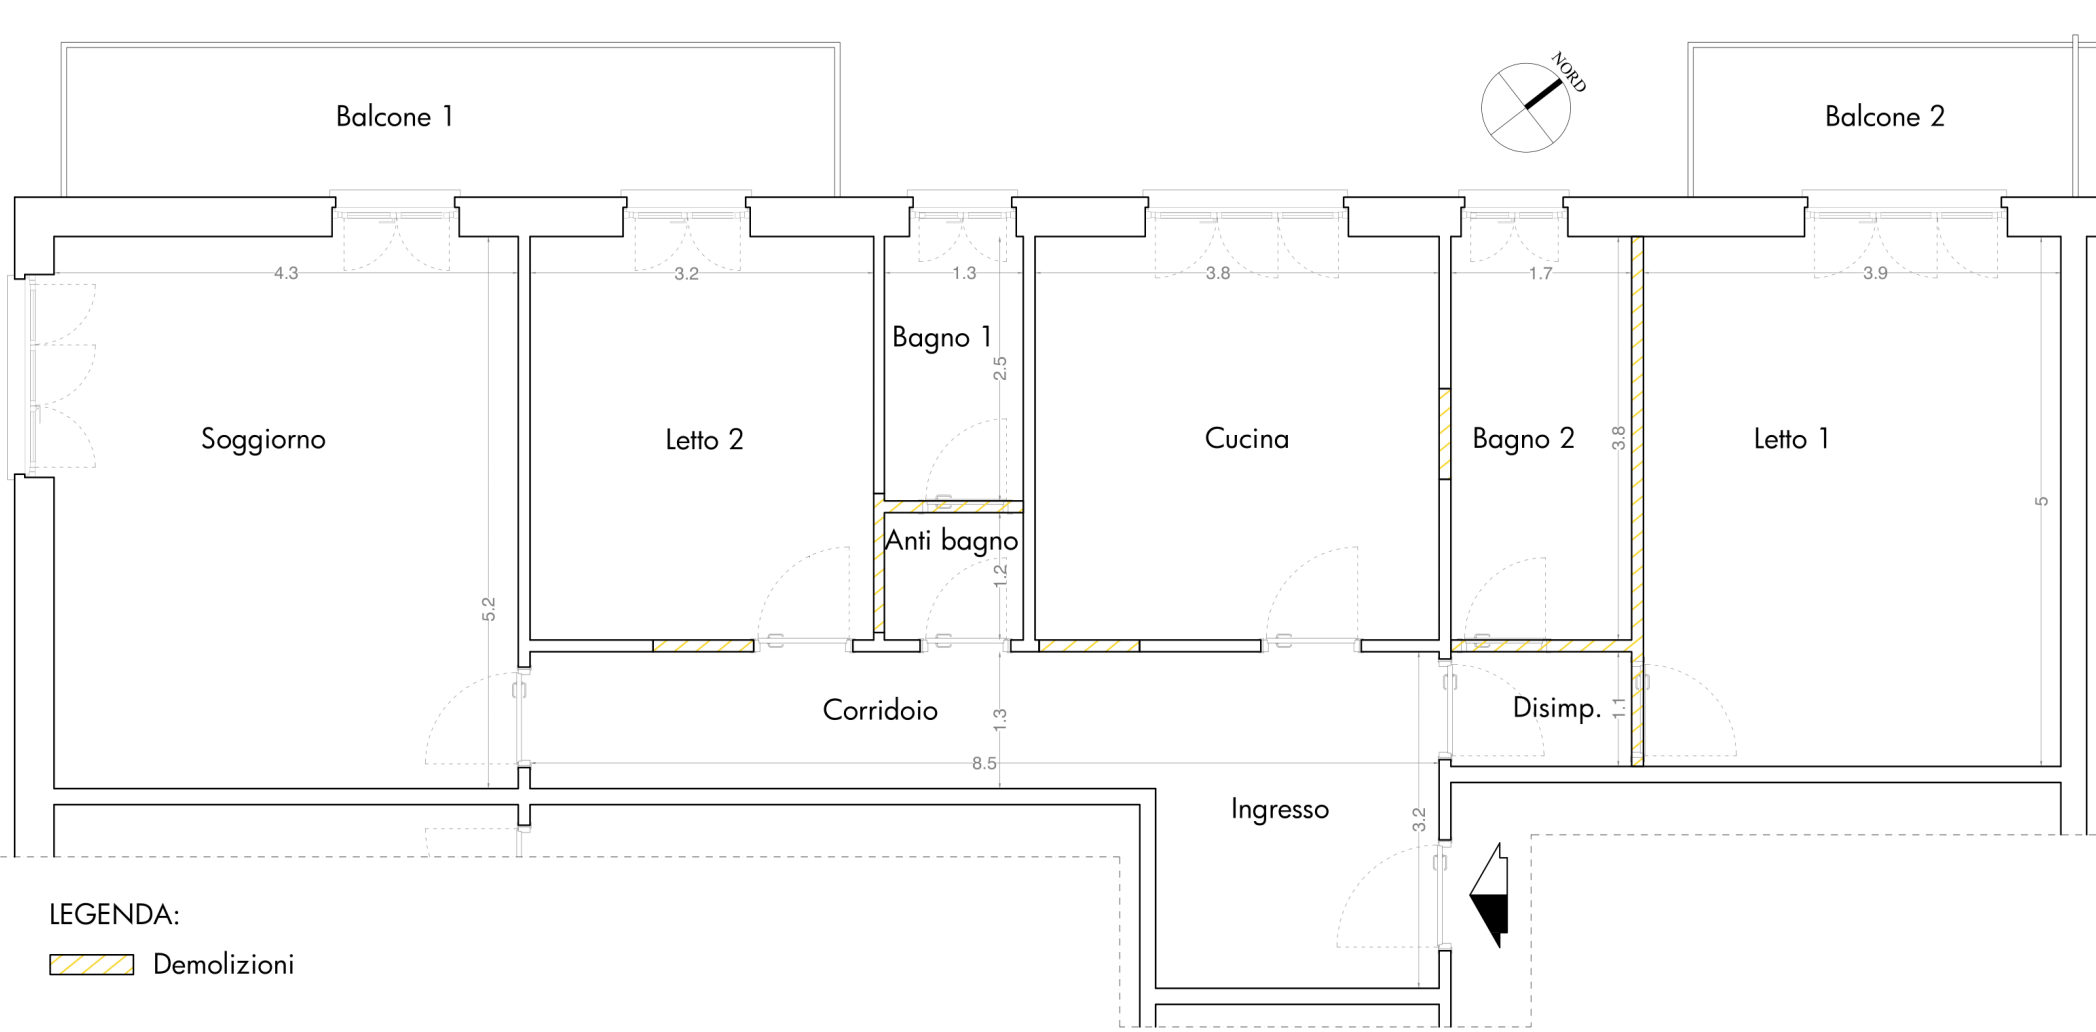 NORD
Balcone 1
Balcone 2
4.3
3.2
1.3
3.8
1.7
3.9
Bagno 1
2.5
Soggiorno
Letto 2
Cucina
Bagno 2
3.8
Letto 1
5
Anti bagno
1.2
5.2
Corridoio
1.3
Disimp.
1.1
8.5
Ingresso
3.2
LEGENDA:
Demolizioni